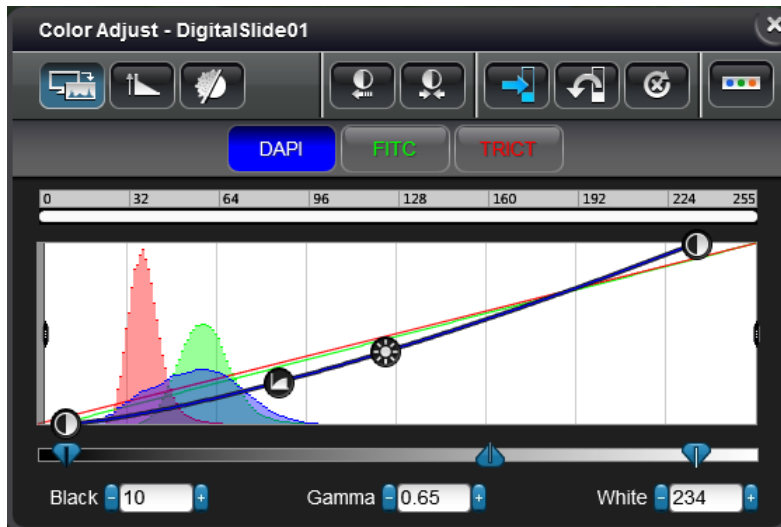 Color Adjust - DigitalSlide01
DAPI FITC TRICT
0 32 64 96 128 160 192 224 255
Black - 10 + Gamma - 0.65 + White - 234 +